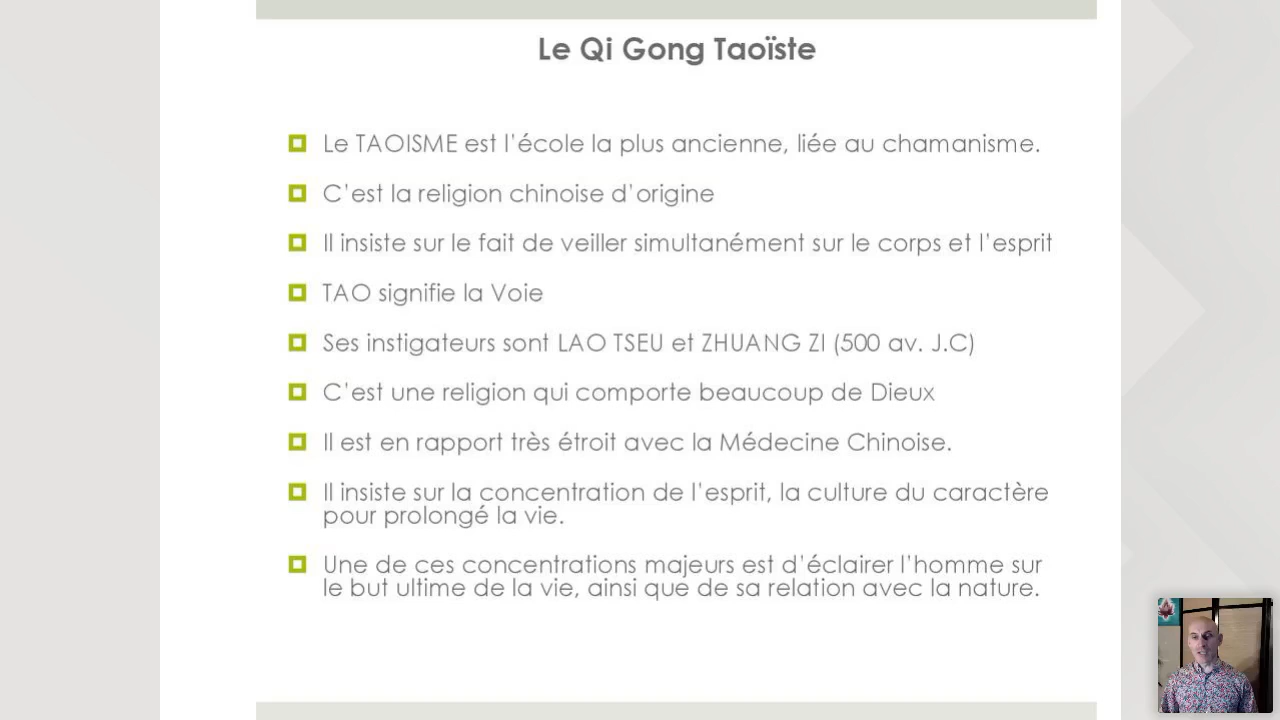 Le Qi Gong Taoïste
Le TAOISME est l'école la plus ancienne, liée au chamanisme.
C'est la religion chinoise d'origine
Il insiste sur le fait de veiller simultanément sur le corps et l'esprit
TAO signifie la Voie
Ses instigateurs sont LAO TSEU et ZHUANG ZI (500 av. J.C)
C'est une religion qui comporte beaucoup de Dieux
Il est en rapport très étroit avec la Médecine Chinoise.
Il insiste sur la concentration de l'esprit, la culture du caractère
pour prolongé la vie.
Une de ces concentrations majeurs est d'éclairer l'homme sur
le but ultime de la vie, ainsi que de sa relation avec la nature.